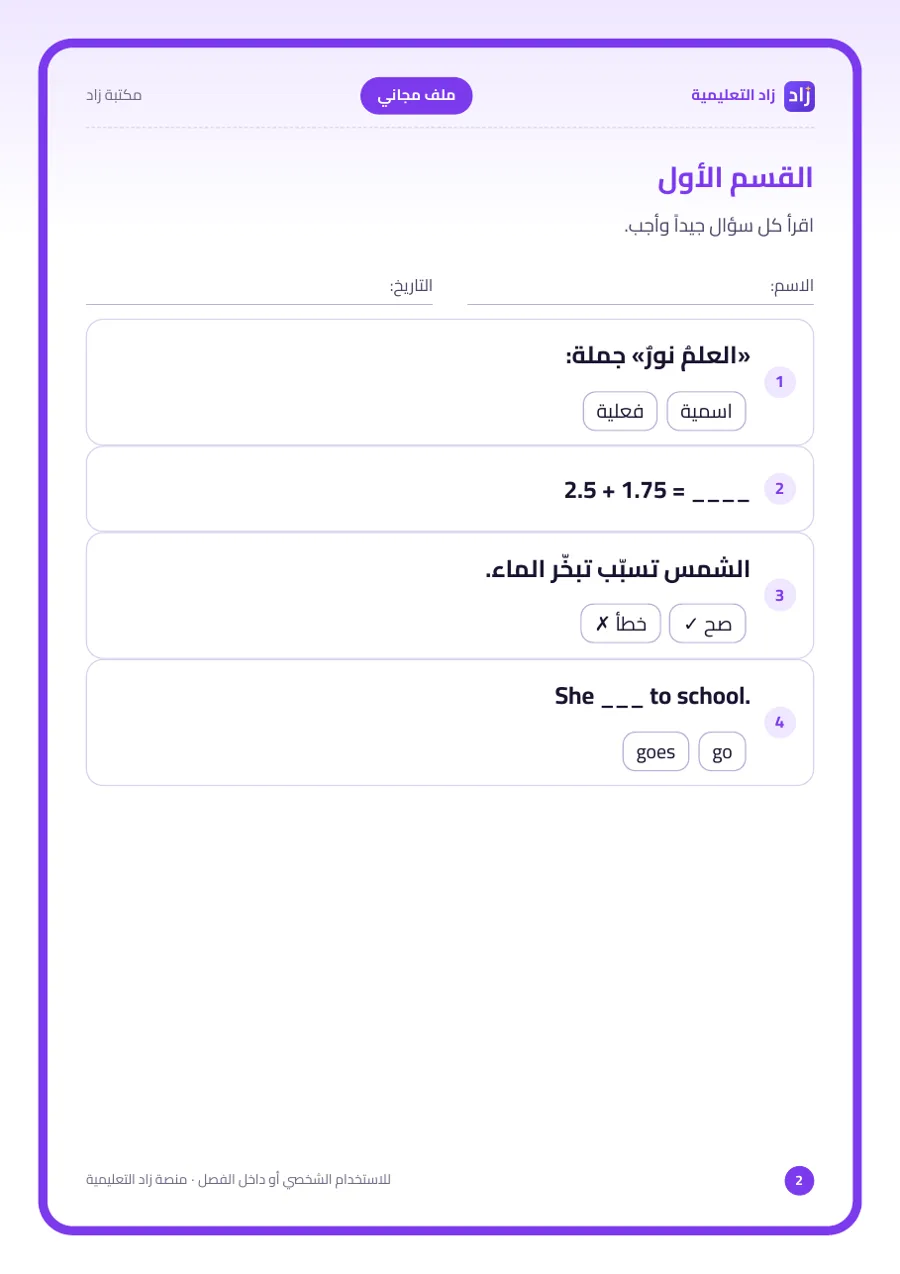 زاد زاد التعليمية
ملف مجاني
مكتبة زاد
القسم الأول
اقرأ كل سؤال جيداً وأجب.
الاسم:
التاريخ:
1
«العلمُ نورٌ» جملة:
اسمية
فعلية
2
2.5 + 1.75 = ____
3
الشمس تسبّب تبخّر الماء.
صح ✓
خطأ ✗
4
She ___ to school.
go
goes
2
للاستخدام الشخصي أو داخل الفصل · منصة زاد التعليمية